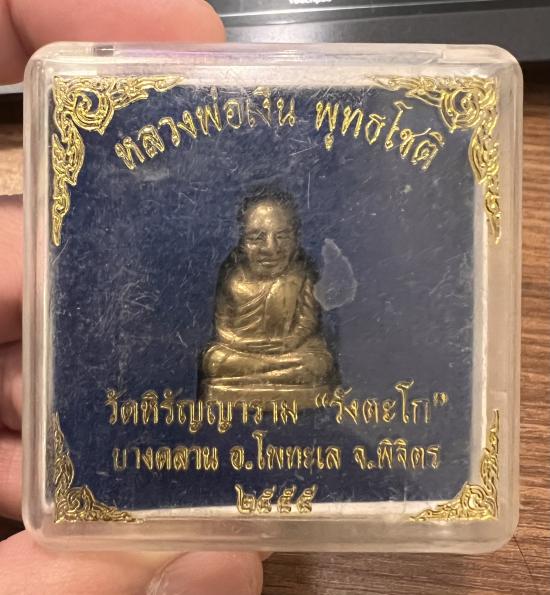 หลวงพ่อเงิน พุทธโชติ
วัดหิรัญญาราม "วังตะโก"
บางคลาน อ.โพทะเล จ.พิจิตร
๒๕๕๕